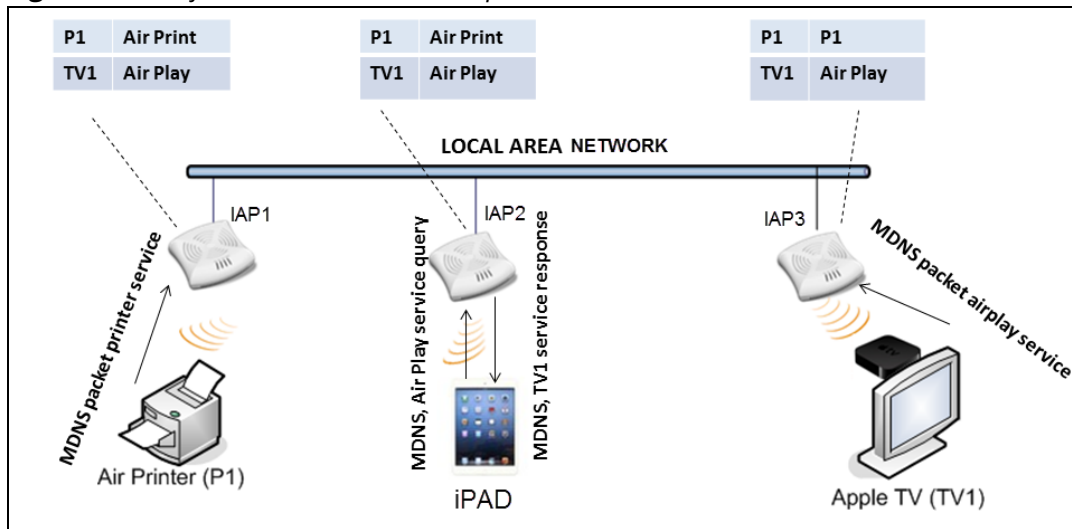 P1 Air Print
TV1 Air Play
P1 Air Print
TV1 Air Play
P1 P1
TV1 Air Play
LOCAL AREA NETWORK
IAP1
IAP2
IAP3
MDNS packet printer service
MDNS, Air Play service query
MDNS, TV1 service response
MDNS packet airplay service
tv
Air Printer (P1)
iPAD
Apple TV (TV1)